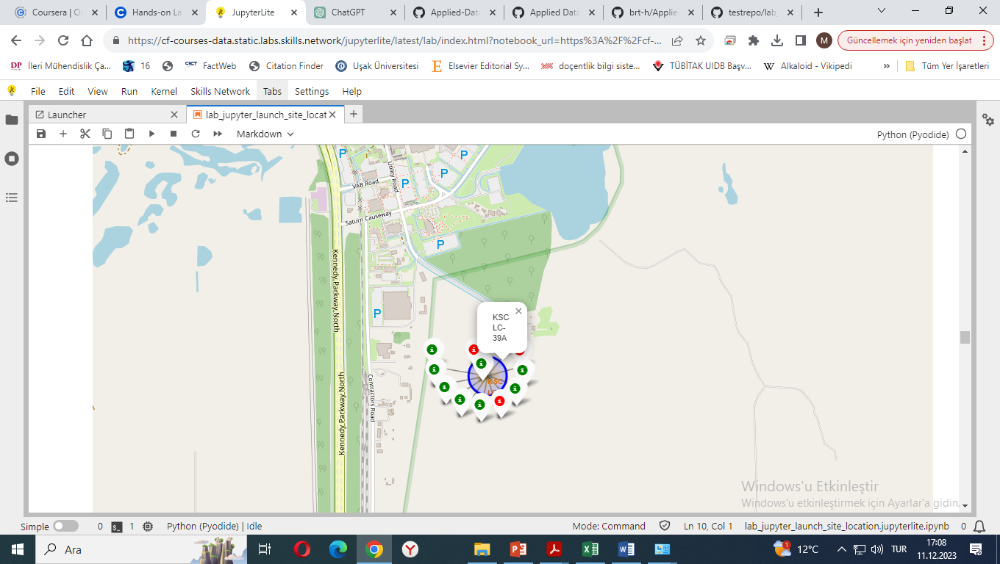 Coursera | O
Hands-on La
JupyterLite
ChatGPT
Applied-Dat
Applied Data
brt-h/Applie
testrepo/lab_
https://cf-courses-data.static.labs.skills.network/jupyterlite/latest/lab/index.html?notebook_url=https%3A%2F%2Fcf-...
M
Güncellemek için yeniden başlat
DP İleri Mühendislik Ça...
16
FactWeb
Citation Finder
Uşak Üniversitesi
E Elsevier Editorial Sy...
doçentlik bilgi siste...
TÜBİTAK UIDB Başv...
W Alkaloid - Vikipedi
»
Tüm Yer İşaretleri
File Edit View Run Kernel Skills Network Tabs Settings Help
Launcher
lab_jupyter_launch_site_locat
Markdown
Python (Pyodide)
P
P
P
P
VAB Road
Utility Road
Saturn Causeway
P
Kennedy Parkway North
P
KSC
LC-
39A
KSC
Kennedy Parkway North
Contractors Road
Windows'u Etkinleştir
Windows'u etkinleştirmek için Ayarlar'a gidin.
Simple
0
1
Python (Pyodide) | Idle
Mode: Command
Ln 10, Col 1
lab_jupyter_launch_site_location.jupyterlite.ipynb
0
Ara
1
12°C
TUR
17:08
11.12.2023